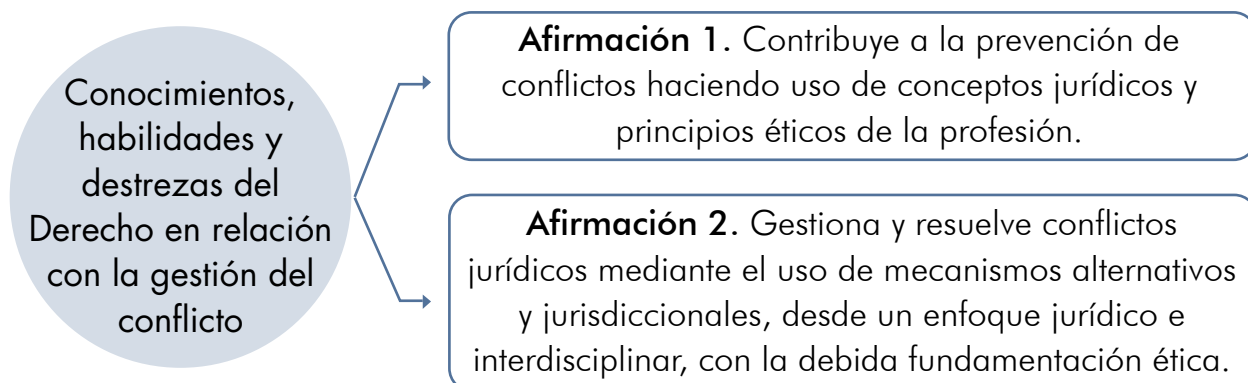 Conocimientos,
habilidades y
destrezas del
Derecho en relación
con la gestión del
conflicto
Afirmación 1. Contribuye a la prevención de
conflictos haciendo uso de conceptos jurídicos y
principios éticos de la profesión.
Afirmación 2. Gestiona y resuelve conflictos
jurídicos mediante el uso de mecanismos alternativos
y jurisdiccionales, desde un enfoque jurídico e
interdisciplinar, con la debida fundamentación ética.